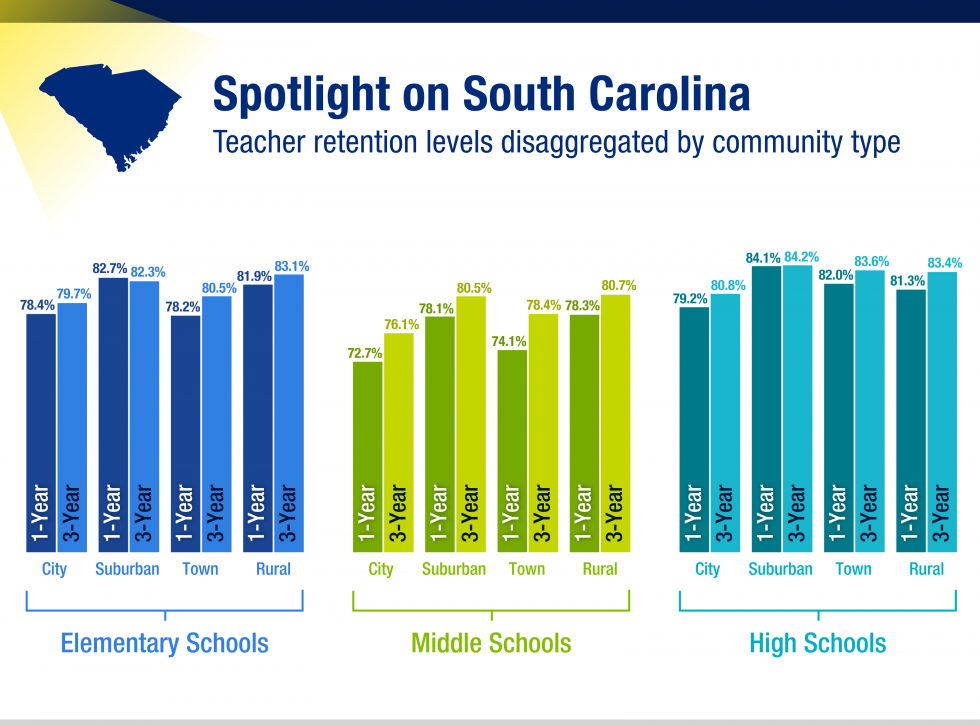 Spotlight on South Carolina
Teacher retention levels disaggregated by community type
78.4%
79.7%
82.7%
82.3%
78.2%
80.5%
81.9%
83.1%
1-Year
3-Year
1-Year
3-Year
1-Year
3-Year
1-Year
3-Year
City
Suburban
Town
Rural
Elementary Schools
72.7%
76.1%
78.1%
80.5%
74.1%
78.4%
78.3%
80.7%
1-Year
3-Year
1-Year
3-Year
1-Year
3-Year
1-Year
3-Year
City
Suburban
Town
Rural
Middle Schools
79.2%
80.8%
84.1%
84.2%
82.0%
83.6%
81.3%
83.4%
1-Year
3-Year
1-Year
3-Year
1-Year
3-Year
1-Year
3-Year
City
Suburban
Town
Rural
High Schools